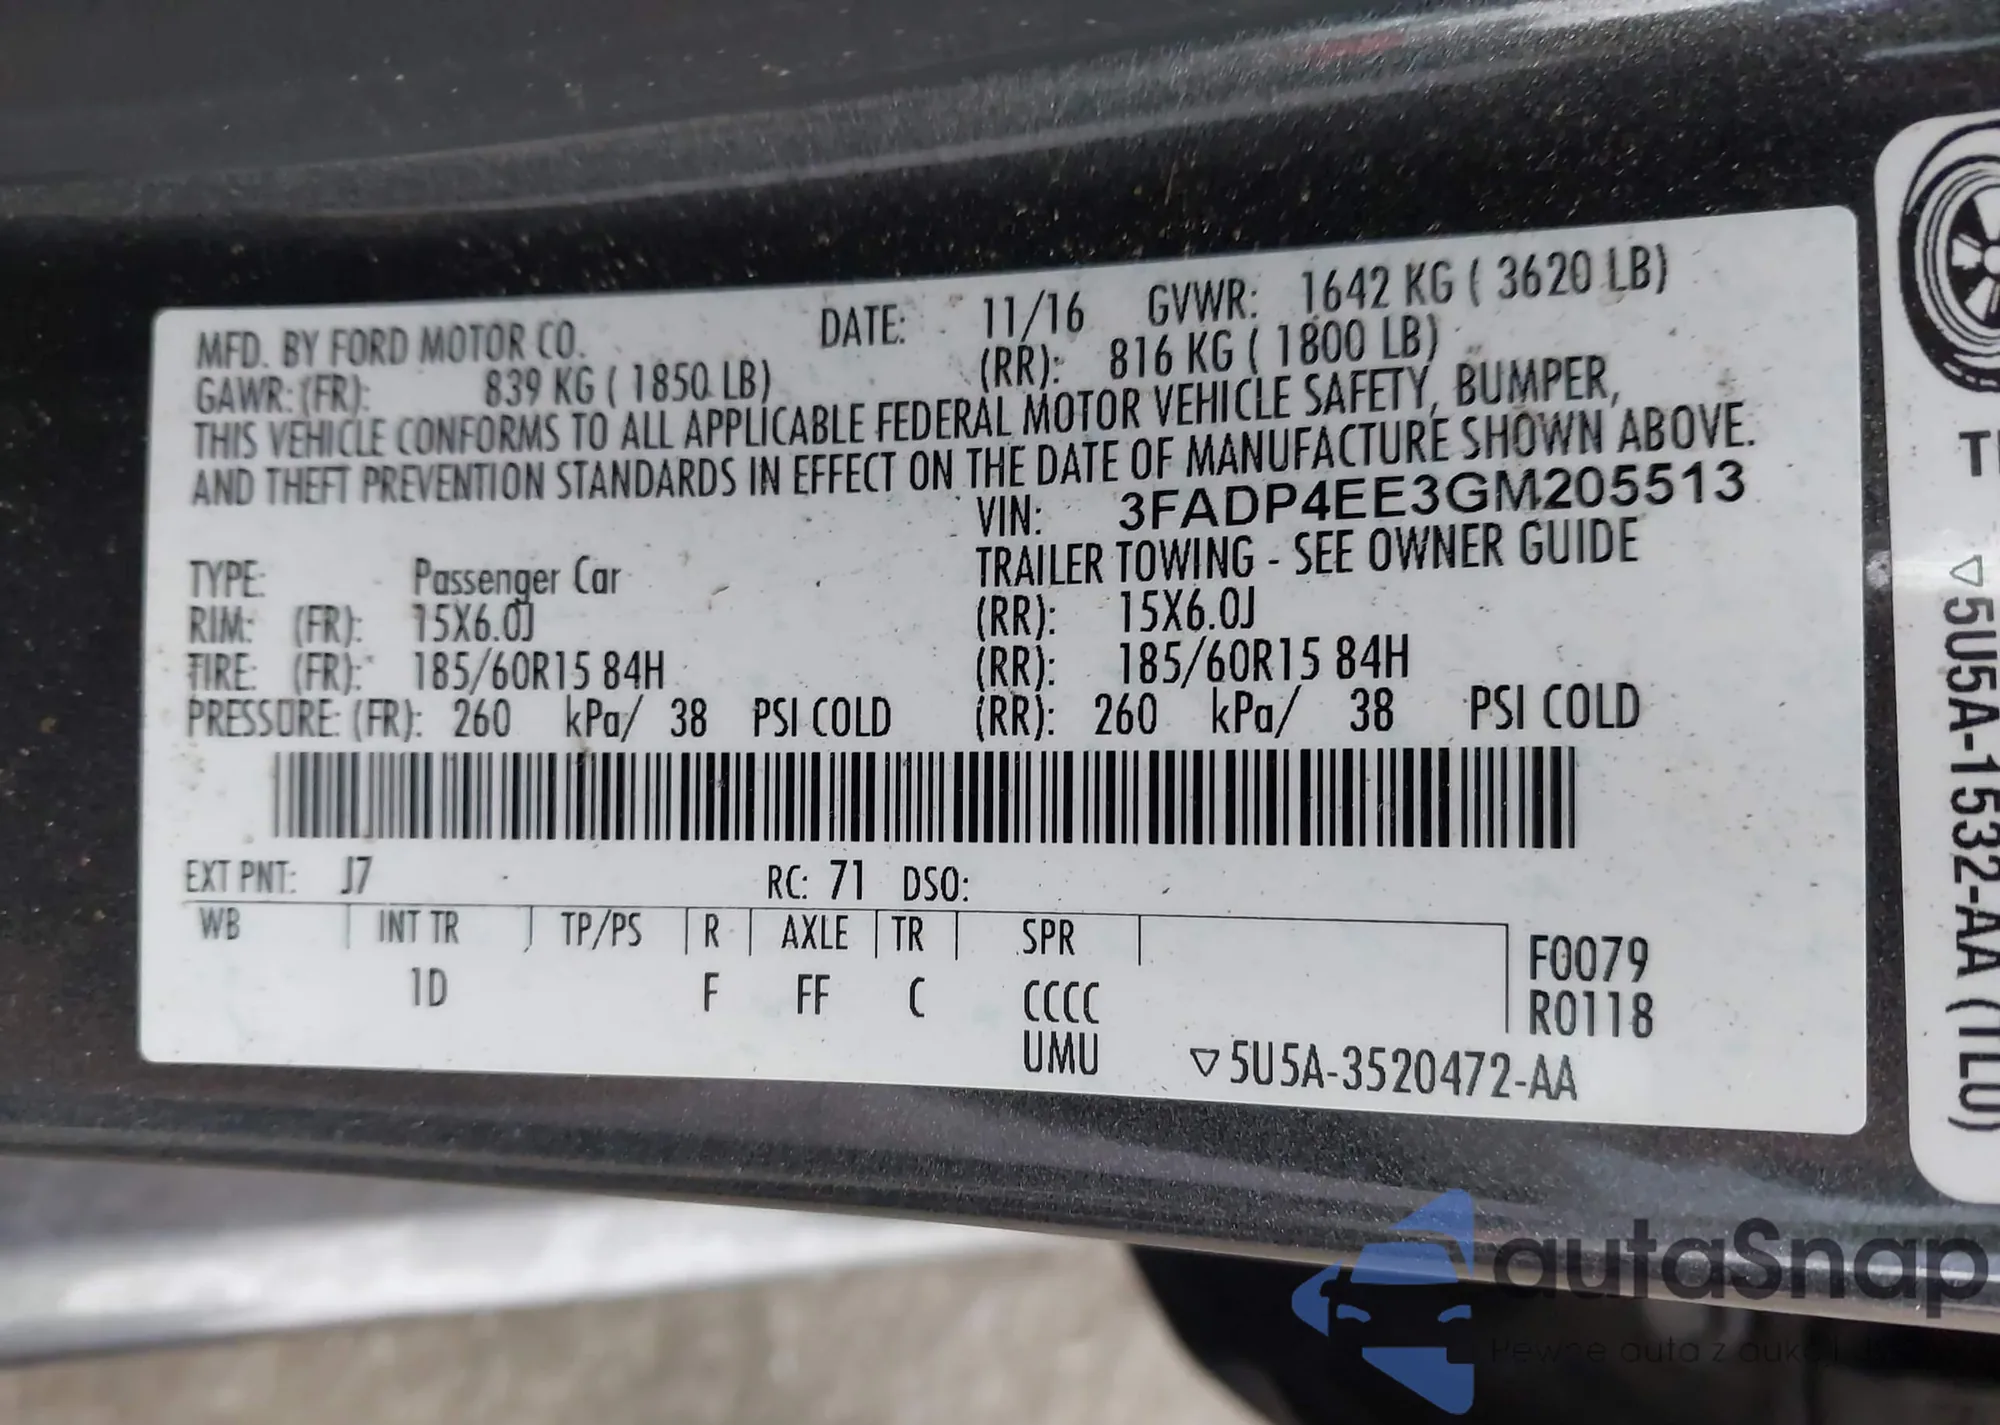 MFD. BY FORD MOTOR CO. DATE: 11/16 GVWR: 1642 KG ( 3620 LB)
GAWR: (FR): 839 KG ( 1850 LB) (RR): 816 KG ( 1800 LB)
THIS VEHICLE CONFORMS TO ALL APPLICABLE FEDERAL MOTOR VEHICLE SAFETY, BUMPER,
AND THEFT PREVENTION STANDARDS IN EFFECT ON THE DATE OF MANUFACTURE SHOWN ABOVE.
VIN: 3FADP4EE3GM205513
TYPE: Passenger Car TRAILER TOWING - SEE OWNER GUIDE
RIM: (FR): 15X6.0J (RR): 15X6.0J
TIRE: (FR): 185/60R15 84H (RR): 185/60R15 84H
PRESSURE: (FR): 260 kPa/ 38 PSI COLD (RR): 260 kPa/ 38 PSI COLD
EXT PNT: J7 RC: 71 DSO:
WB INT TR TP/PS R AXLE TR SPR F0079
1D F FF C CCCC R0118
UMU ▽5U5A-3520472-AA
▽5U5A-1532-AA (TLU)
autaSnap
auta z